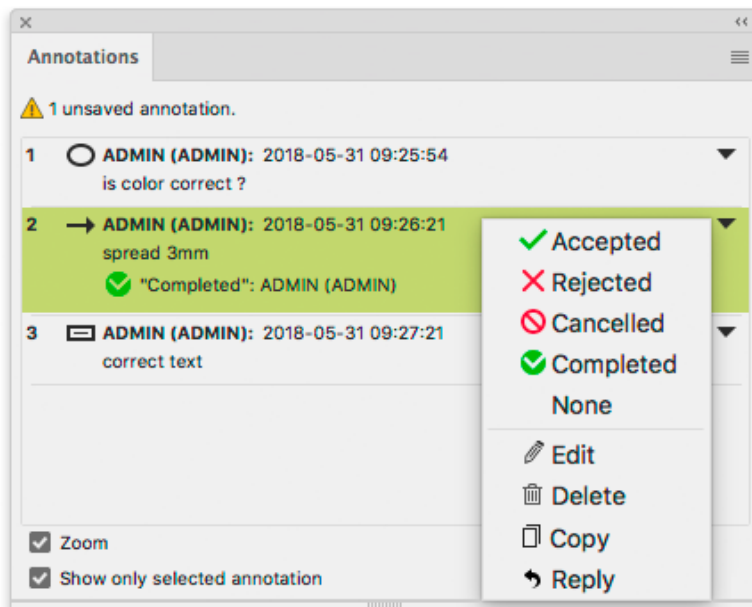 Annotations
1 unsaved annotation.
1 ADMIN (ADMIN): 2018-05-31 09:25:54
is color correct ?
2 ADMIN (ADMIN): 2018-05-31 09:26:21
spread 3mm
"Completed": ADMIN (ADMIN)
3 ADMIN (ADMIN): 2018-05-31 09:27:21
correct text
Accepted
Rejected
Cancelled
Completed
None
Edit
Delete
Copy
Reply
Zoom
Show only selected annotation